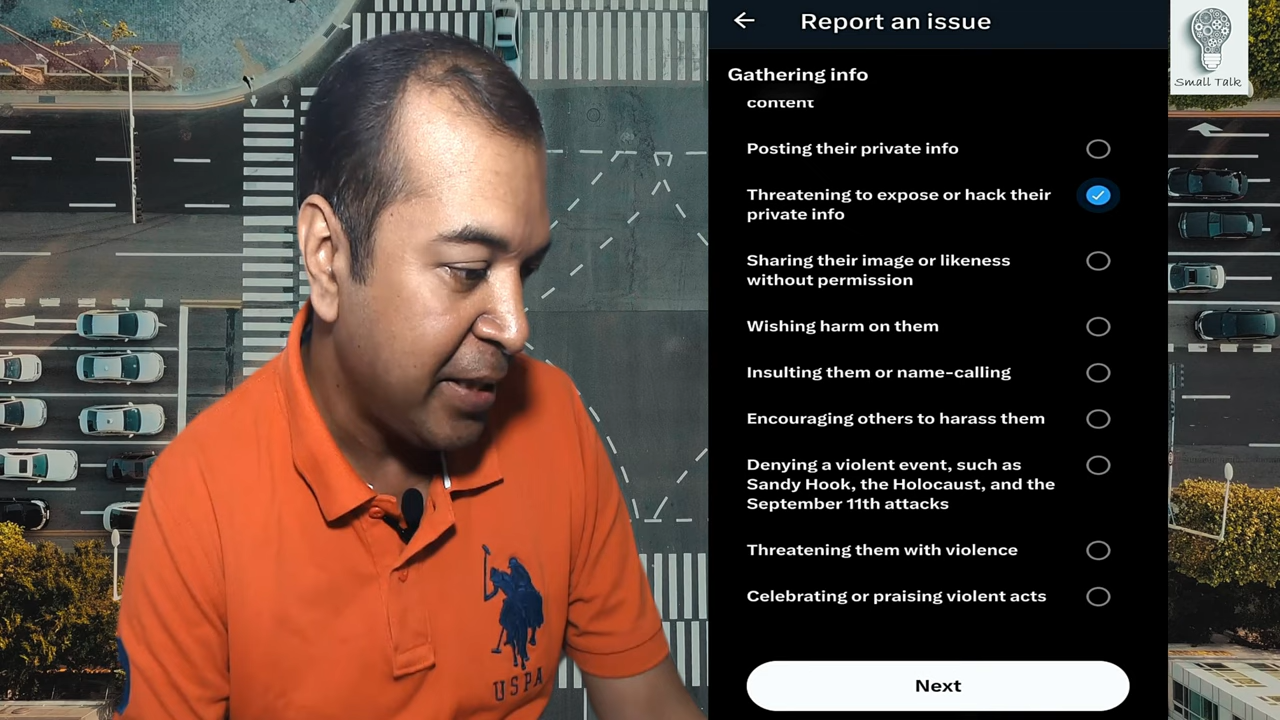 Report an issue
Small Talk
Gathering info
content
Posting their private info
Threatening to expose or hack their
private info
Sharing their image or likeness
without permission
Wishing harm on them
Insulting them or name-calling
Encouraging others to harass them
Denying a violent event, such as
Sandy Hook, the Holocaust, and the
September 11th attacks
Threatening them with violence
Celebrating or praising violent acts
Next
USPA